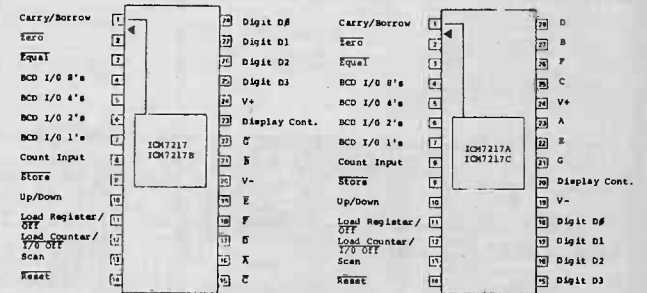 Carry/Borrow 1 28 Digit DØ
Zero 2 27 Digit D1
Equal 3 26 Digit D2
BCD I/O 8's 4 25 Digit D3
BCD I/O 4's 5 24 V+
BCD I/O 2's 6 23 Display Cont.
BCD I/O 1's 7 22 G
ICM7217
ICM7217B
Count Input 8 21 B
Store 9 20 V-
Up/Down 10 19 E
Load Register/ 11 18 F
Off
Load Counter/ 12 17 D
I/O Off
Scan 13 16 A
Reset 14 15 C
Carry/Borrow 1 28 D
Zero 2 27 B
Equal 3 26 F
BCD I/O 8's 4 25 C
BCD I/O 4's 5 24 V+
BCD I/O 2's 6 23 A
BCD I/O 1's 7 22 E
ICM7217A
ICM7217C
Count Input 8 21 G
Store 9 20 Display Cont.
Up/Down 10 19 V-
Load Register/ 11 18 Digit DØ
Off
Load Counter/ 12 17 Digit D1
I/O Off
Scan 13 16 Digit D2
Reset 14 15 Digit D3